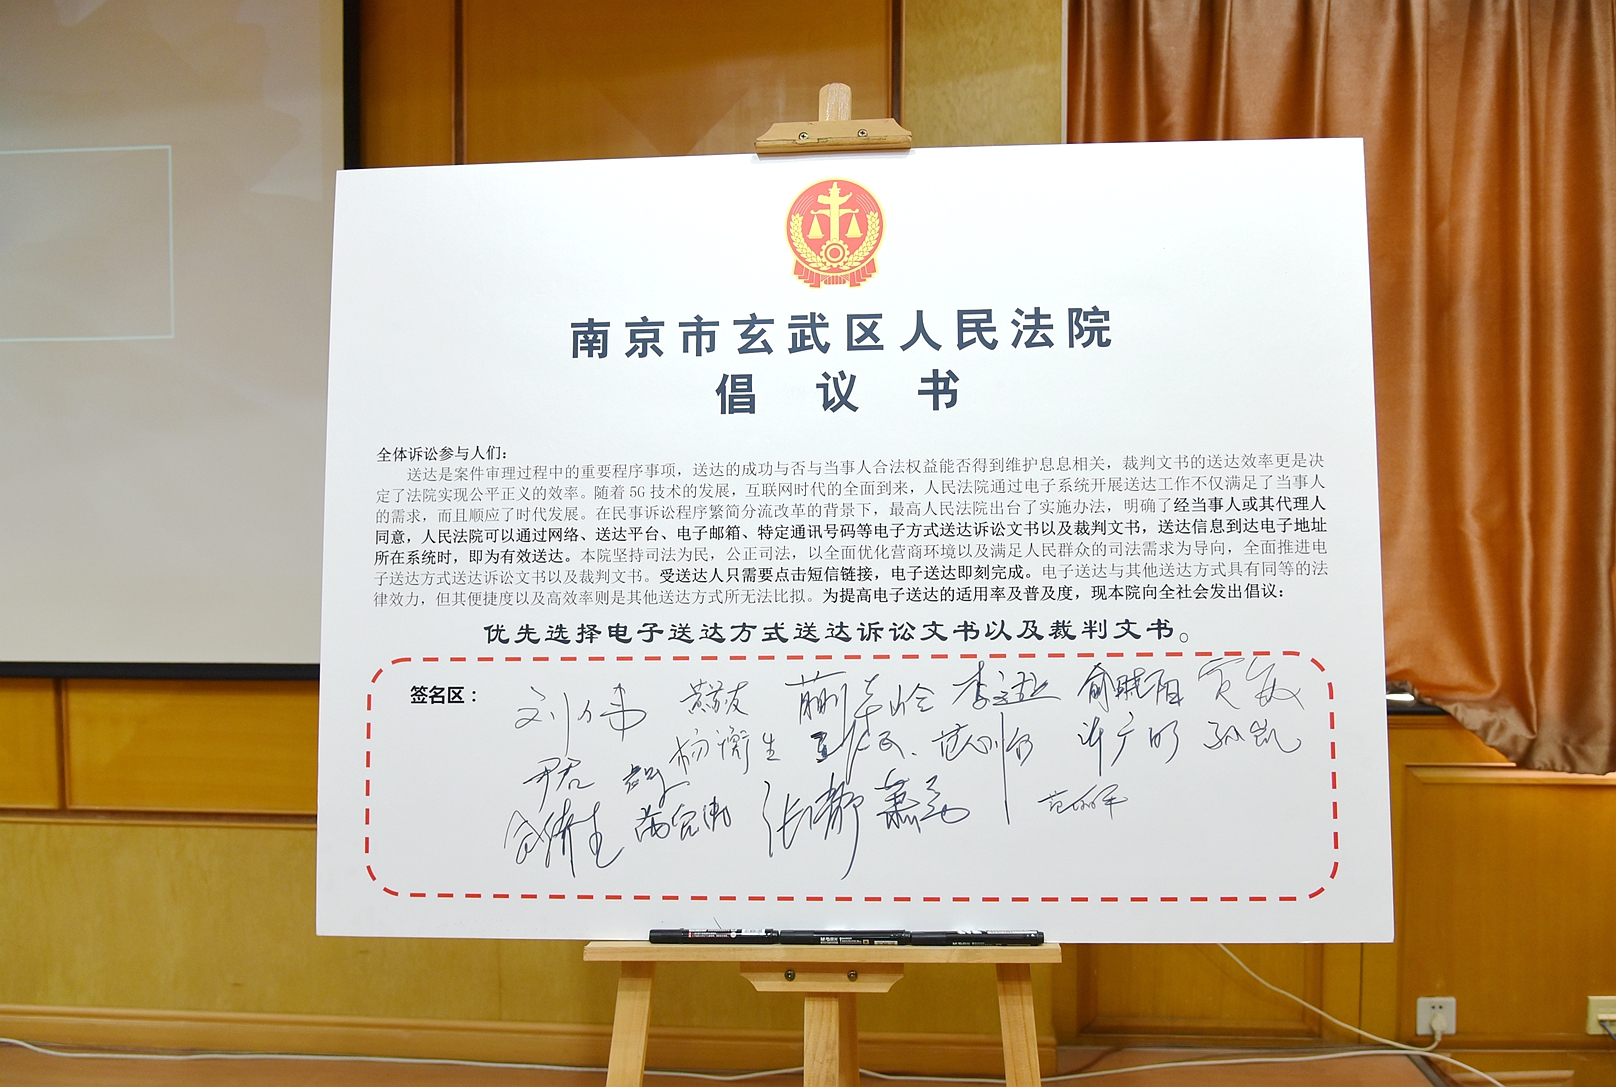 南京市玄武区人民法院
倡议书
全体诉讼参与人们：
送达是案件审理过程中的重要程序事项，送达的成功与否与当事人合法权益能否得到维护息息相关，裁判文书的送达效率更是决
定了法院实现公平正义的效率。随着5G技术的发展，互联网时代的全面到来，人民法院通过电子系统开展送达工作不仅满足了当事人
的需求，而且顺应了时代发展。在民事诉讼程序繁简分流改革的背景下，最高人民法院出台了实施办法，明确了经当事人或其代理人
同意，人民法院可以通过网络、送达平台、电子邮箱、特定通讯号码等电子方式送达诉讼文书以及裁判文书，送达信息到达电子地址
所在系统时，即为有效送达。本院坚持司法为民，公正司法，以全面优化营商环境以及满足人民群众的司法需求为导向，全面推进电
子送达方式送达诉讼文书以及裁判文书。受送达人只需要点击短信链接，电子送达即刻完成。电子送达与其他送达方式具有同等的法
律效力，但其便捷度以及高效率则是其他送达方式所无法比拟。为提高电子送达的适用率及普及度，现本院向全社会发出倡议：
优先选择电子送达方式送达诉讼文书以及裁判文书。
签名区：
刘伟 俞晓阳
杨衡生 许广明 孙凯
张静